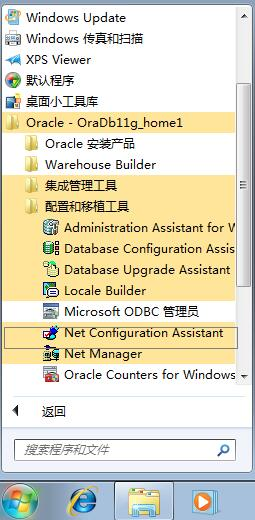 Windows Update
Windows 传真和扫描
XPS Viewer
默认程序
桌面小工具库
Oracle - OraDb11g_home1
Oracle 安装产品
Warehouse Builder
集成管理工具
配置和移植工具
Administration Assistant for W
Database Configuration Assis
Database Upgrade Assistant
Locale Builder
Microsoft ODBC 管理员
Net Configuration Assistant
Net Manager
Oracle Counters for Windows
返回
搜索程序和文件